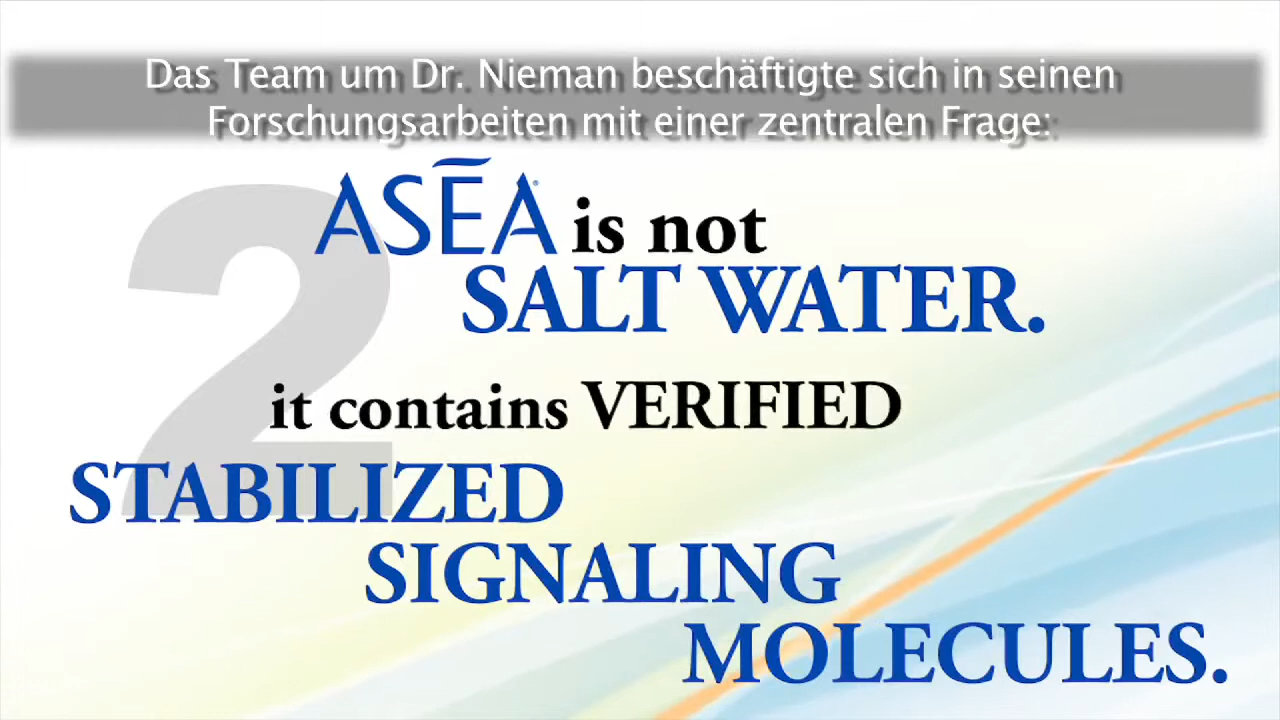 Das Team um Dr. Nieman beschäftigte sich in seinen
Forschungsarbeiten mit einer zentralen Frage:
2
ASEA® is not
SALT WATER.
it contains VERIFIED
STABILIZED
SIGNALING
MOLECULES.